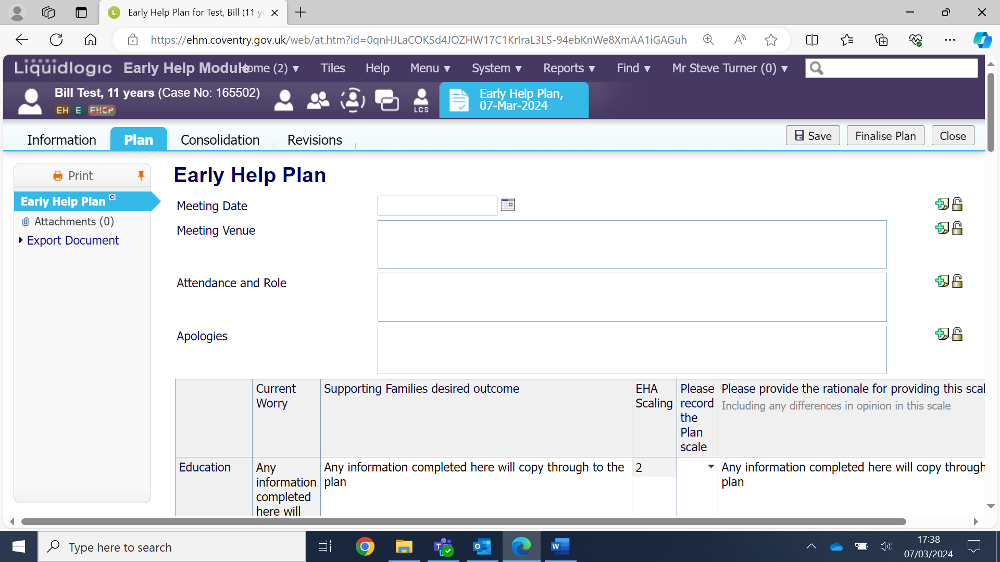 Early Help Plan for Test, Bill (11 y
https://ehm.coventry.gov.uk/web/at.htm?id=0qnHJLaCOKSd4JOZHW17C1KrIraL3LS-94ebKnWe8XmAA1iGAGuh
Liquidlogic Early Help Module ome (2) Tiles Help Menu System Reports Find Mr Steve Turner (0)
Bill Test, 11 years (Case No: 165502)
EH E EHCP
LCS
Early Help Plan,
07-Mar-2024
Information Plan Consolidation Revisions Save Finalise Plan Close
Print
Early Help Plan
Attachments (0)
Export Document
Early Help Plan
Meeting Date
Meeting Venue
Attendance and Role
Apologies
Current Worry
Supporting Families desired outcome
EHA Scaling
Please record the Plan scale
Please provide the rationale for providing this scal
Including any differences in opinion in this scale
Education
Any information completed here will
Any information completed here will copy through to the
plan
2
Any information completed here will copy through
plan
Type here to search
17:38
07/03/2024